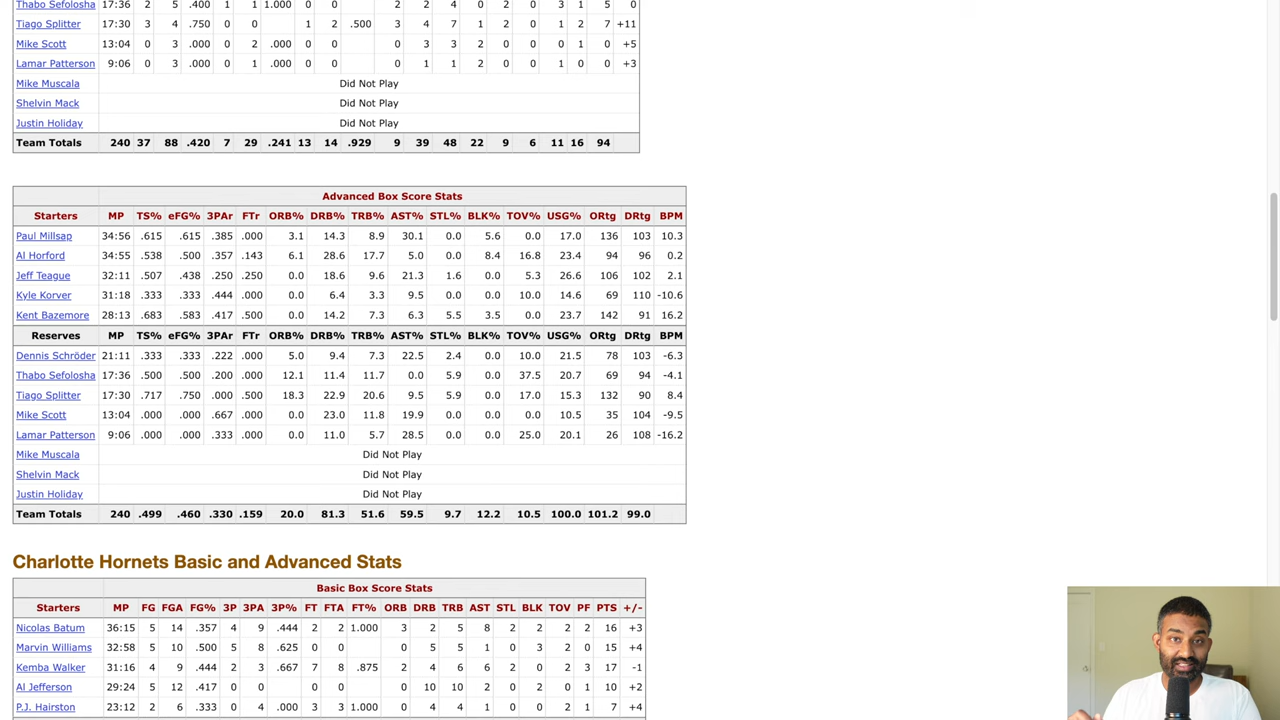 Thabo Sefolosha 17:36 2 5 .400 1 1 1.000 0 0 2 2 4 0 2 0 3 1 5 0
Tiago Splitter 17:30 3 4 .750 0 0 1 2 .500 3 4 7 1 2 0 1 2 7 +11
Mike Scott 13:04 0 3 .000 0 2 .000 0 0 0 3 3 2 0 0 0 1 0 +5
Lamar Patterson 9:06 0 3 .000 0 1 .000 0 0 0 1 1 2 0 0 1 0 0 +3
Mike Muscala Did Not Play
Shelvin Mack Did Not Play
Justin Holiday Did Not Play
Team Totals 240 37 88 .420 7 29 .241 13 14 .929 9 39 48 22 9 6 11 16 94
Advanced Box Score Stats
Starters MP TS% eFG% 3PAr FTr ORB% DRB% TRB% AST% STL% BLK% TOV% USG% ORtg DRtg BPM
Paul Millsap 34:56 .615 .615 .385 .000 3.1 14.3 8.9 30.1 0.0 5.6 0.0 17.0 136 103 10.3
Al Horford 34:55 .538 .500 .357 .143 6.1 28.6 17.7 5.0 0.0 8.4 16.8 23.4 94 96 0.2
Jeff Teague 32:11 .507 .438 .250 .250 0.0 18.6 9.6 21.3 1.6 0.0 5.3 26.6 106 102 2.1
Kyle Korver 31:18 .333 .333 .444 .000 0.0 6.4 3.3 9.5 0.0 0.0 10.0 14.6 69 110 -10.6
Kent Bazemore 28:13 .683 .583 .417 .500 0.0 14.2 7.3 6.3 5.5 3.5 0.0 23.7 142 91 16.2
Reserves MP TS% eFG% 3PAr FTr ORB% DRB% TRB% AST% STL% BLK% TOV% USG% ORtg DRtg BPM
Dennis Schröder 21:11 .333 .333 .222 .000 5.0 9.4 7.3 22.5 2.4 0.0 10.0 21.5 78 103 -6.3
Thabo Sefolosha 17:36 .500 .500 .200 .000 12.1 11.4 11.7 0.0 5.9 0.0 37.5 20.7 69 94 -4.1
Tiago Splitter 17:30 .717 .750 .000 .500 18.3 22.9 20.6 9.5 5.9 0.0 17.0 15.3 132 90 8.4
Mike Scott 13:04 .000 .000 .667 .000 0.0 23.0 11.8 19.9 0.0 0.0 0.0 10.5 35 104 -9.5
Lamar Patterson 9:06 .000 .000 .333 .000 0.0 11.0 5.7 28.5 0.0 0.0 25.0 20.1 26 108 -16.2
Mike Muscala Did Not Play
Shelvin Mack Did Not Play
Justin Holiday Did Not Play
Team Totals 240 .499 .460 .330 .159 20.0 81.3 51.6 59.5 9.7 12.2 10.5 100.0 101.2 99.0
Charlotte Hornets Basic and Advanced Stats
Basic Box Score Stats
Starters MP FG FGA FG% 3P 3PA 3P% FT FTA FT% ORB DRB TRB AST STL BLK TOV PF PTS +/-
Nicolas Batum 36:15 5 14 .357 4 9 .444 2 2 1.000 3 2 5 8 2 2 2 2 16 +3
Marvin Williams 32:58 5 10 .500 5 8 .625 0 0 0 5 5 1 0 3 2 0 15 +4
Kemba Walker 31:16 4 9 .444 2 3 .667 7 8 .875 2 4 6 6 2 0 2 3 17 -1
Al Jefferson 29:24 5 12 .417 0 0 0 0 0 10 10 2 0 2 0 1 10 +2
P.J. Hairston 23:12 2 6 .333 0 4 .000 3 3 1.000 0 4 4 1 0 0 2 1 7 +4